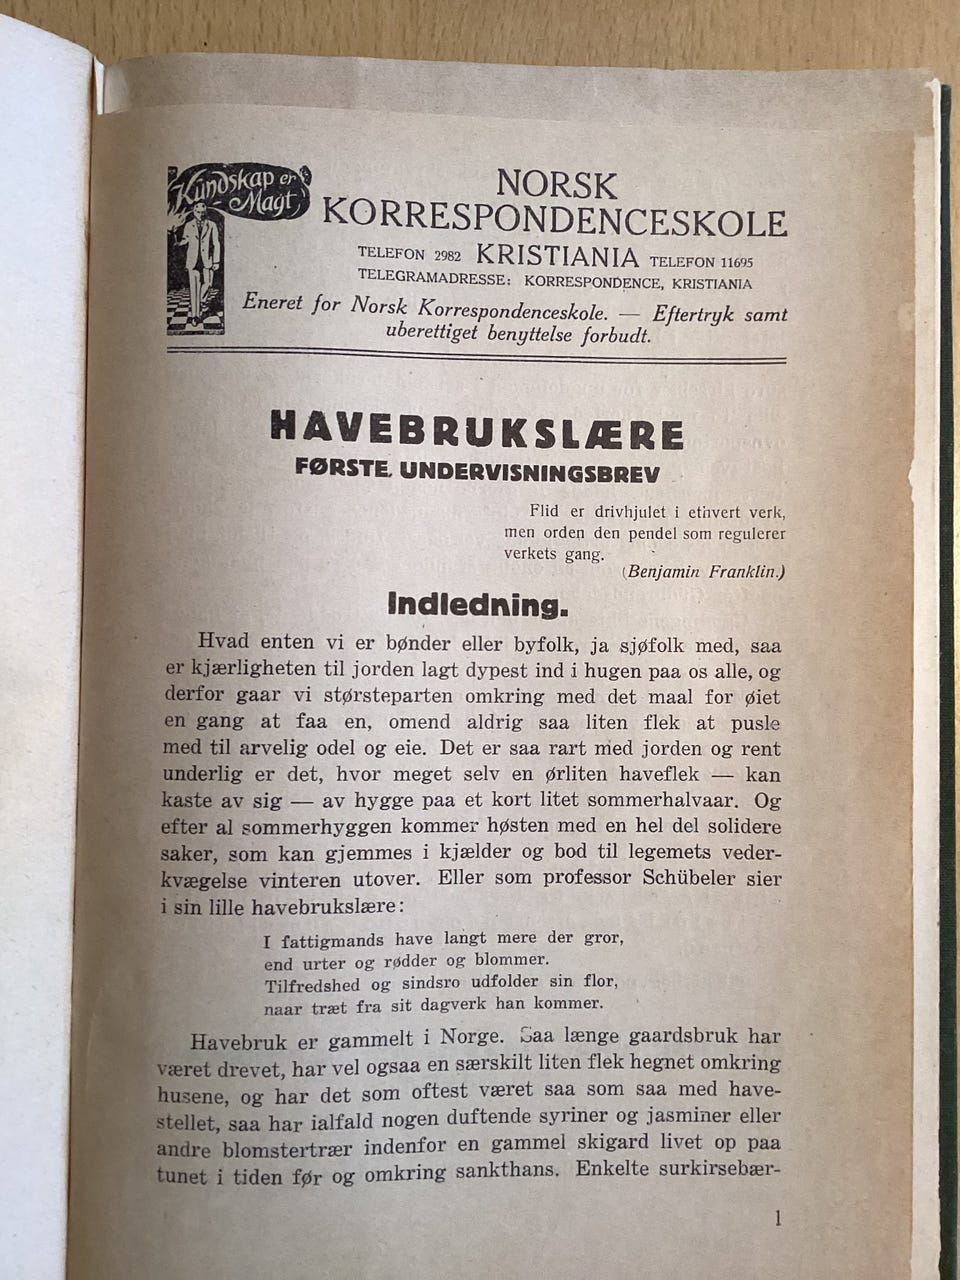 Kundskap er
Magt
NORSK
KORRESPONDENCESKOLE
TELEFON 2982 KRISTIANIA TELEFON 11695
TELEGRAMADRESSE: KORRESPONDENCE, KRISTIANIA
Eneret for Norsk Korrespondenceskole. — Eftertryk samt
uberettiget benyttelse forbudt.
HAVEBRUKSLÆRE
FØRSTE UNDERVISNINGSBREV
Flid er drivhjulet i ethvert verk,
men orden den pendel som regulerer
verkets gang.
(Benjamin Franklin.)
Indledning.
Hvad enten vi er bønder eller byfolk, ja sjøfolk med, saa
er kjærligheten til jorden lagt dypest ind i hugen paa os alle, og
derfor gaar vi størsteparten omkring med det maal for øiet
en gang at faa en, omend aldrig saa liten flek at pusle
med til arvelig odel og eie. Det er saa rart med jorden og rent
underlig er det, hvor meget selv en ørliten haveflek — kan
kaste av sig — av hygge paa et kort litet sommerhalvaar. Og
efter al sommerhyggen kommer høsten med en hel del solidere
saker, som kan gjemmes i kjælder og bod til legemets veder-
kvægelse vinteren utover. Eller som professor Schübeler sier
i sin lille havebrukslære:
I fattigmands have langt mere der gror,
end urter og rødder og blommer.
Tilfredshed og sindsro udfolder sin flor,
naar træt fra sit dagverk han kommer.
Havebruk er gammelt i Norge. Saa længe gaardsbruk har
været drevet, har vel ogsaa en særskilt liten flek hegnet omkring
husene, og har det som oftest været saa som saa med have-
stellet, saa har ialfald nogen duftende syriner og jasminer eller
andre blomstertrær indenfor en gammel skigard livet op paa
tunet i tiden før og omkring sankthans. Enkelte surkirsebær-
1